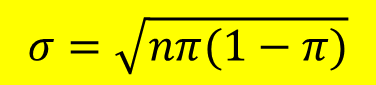 σ = √nπ(1 − π)